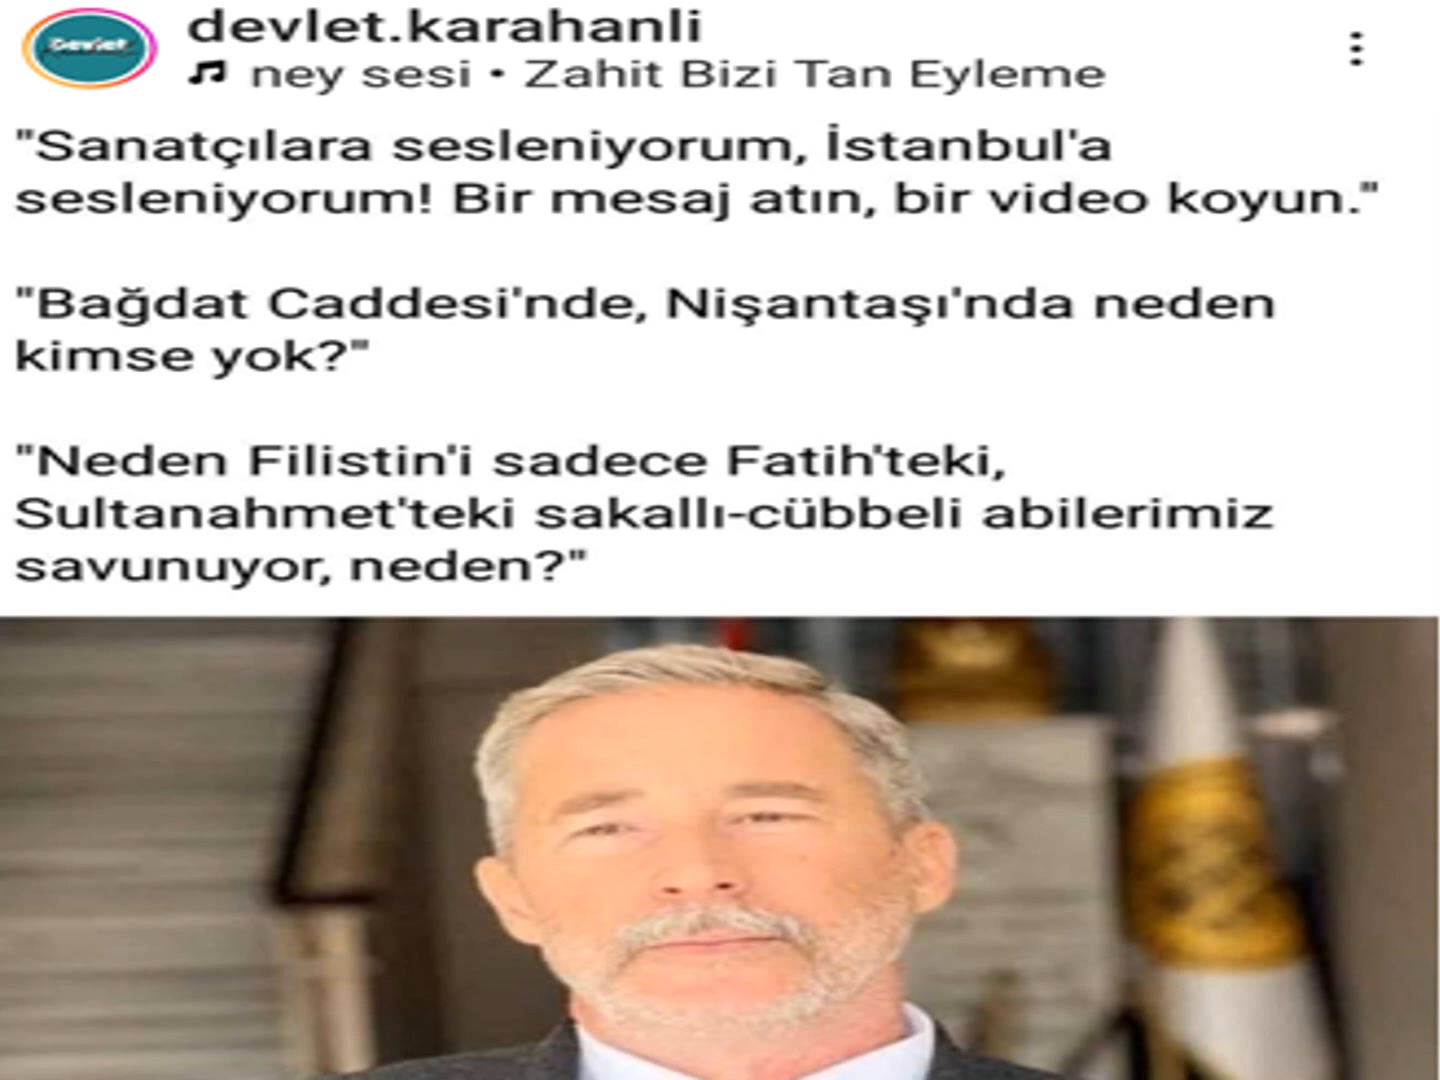 Devlet
devlet.karahanli
ney sesi • Zahit Bizi Tan Eyleme
"Sanatçılara sesleniyorum, İstanbul'a
sesleniyorum! Bir mesaj atın, bir video koyun."
"Bağdat Caddesi'nde, Nişantaşı'nda neden
kimse yok?"
"Neden Filistin'i sadece Fatih'teki,
Sultanahmet'teki sakallı-cübbeli abilerimiz
savunuyor, neden?"